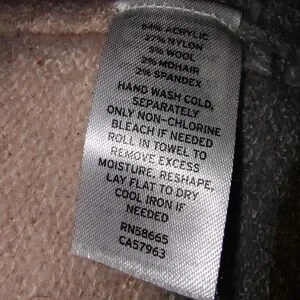 64% ACRYLIC
27% NYLON
5% WOOL
2% MOHAIR
2% SPANDEX
HAND WASH COLD,
SEPARATELY
ONLY NON-CHLORINE
BLEACH IF NEEDED
ROLL IN TOWEL TO
REMOVE EXCESS
MOISTURE, RESHAPE,
LAY FLAT TO DRY
COOL IRON IF
NEEDED
RN58665
CA57963